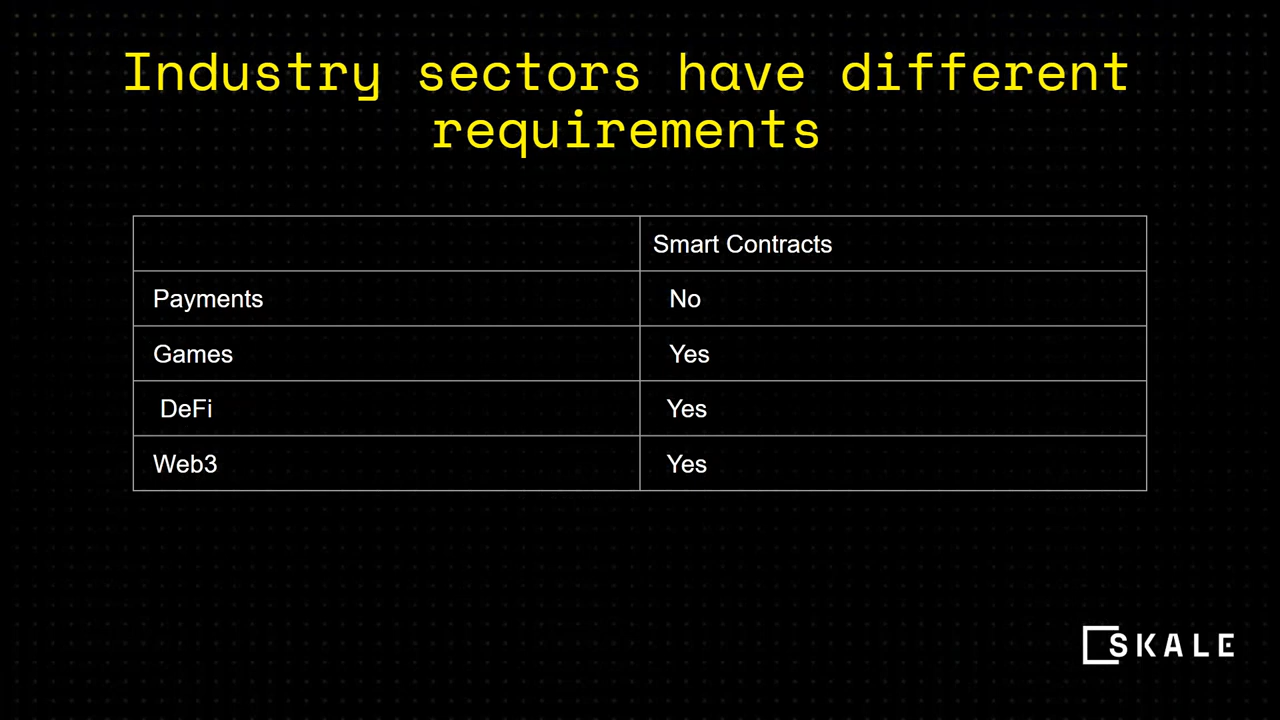 Industry sectors have different
requirements
Smart Contracts
Payments No
Games Yes
DeFi Yes
Web3 Yes
SKALE